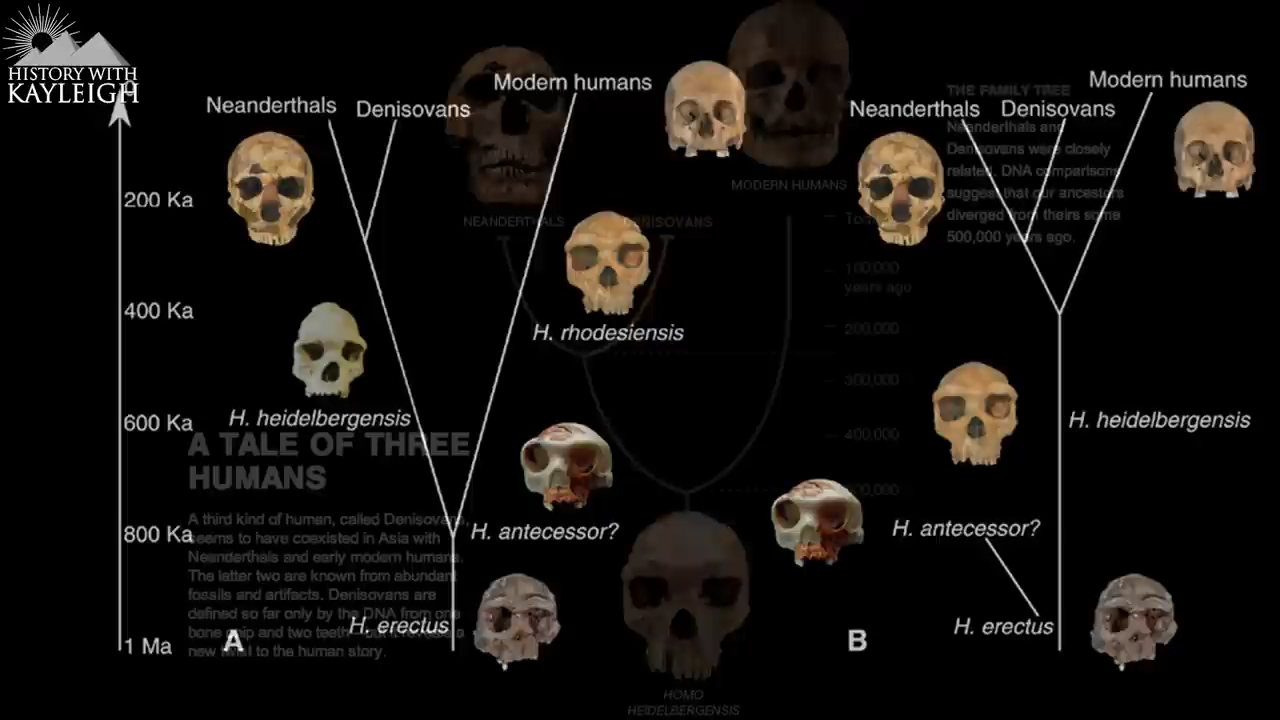 HISTORY WITH
KAYLEIGH
0
200 Ka
400 Ka
600 Ka
800 Ka
1 Ma
Neanderthals
Denisovans
Modern humans
H. rhodesiensis
H. heidelbergensis
H. antecessor?
H. erectus
A
Neanderthals
Denisovans
Modern humans
H. heidelbergensis
H. antecessor?
H. erectus
B
NEANDERTHALS
MODERN HUMANS
100,000
years ago
200,000
300,000
400,000
HOMO
HEIDELBERGENSIS
THE FAMILY TREE
Neanderthals and
Denisovans were closely
related. DNA comparisons
suggest that our ancestors
diverged from theirs some
500,000 years ago.
A TALE OF THREE
HUMANS
A third kind of human, called Denisovans,
seems to have coexisted in Asia with
Neanderthals and early modern humans.
The latter two are known from abundant
fossils and artifacts. Denisovans are
defined so far only by the DNA from one
bone chip and two teeth
to the human story.